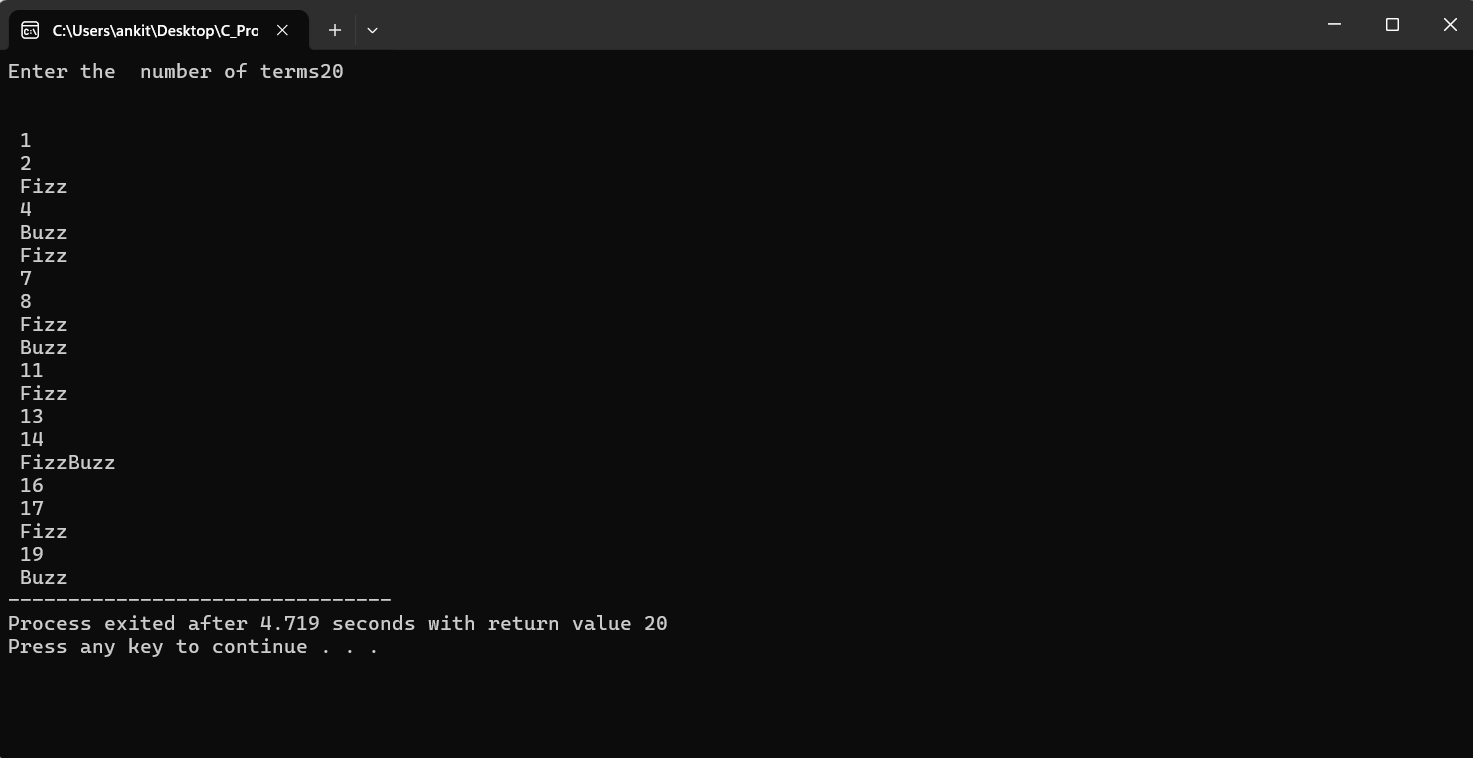 C:\Users\ankit\Desktop\C_Pro
Enter the  number of terms20
1
2
Fizz
4
Buzz
Fizz
7
8
Fizz
Buzz
11
Fizz
13
14
FizzBuzz
16
17
Fizz
19
Buzz
--------------------------------
Process exited after 4.719 seconds with return value 20
Press any key to continue . . .